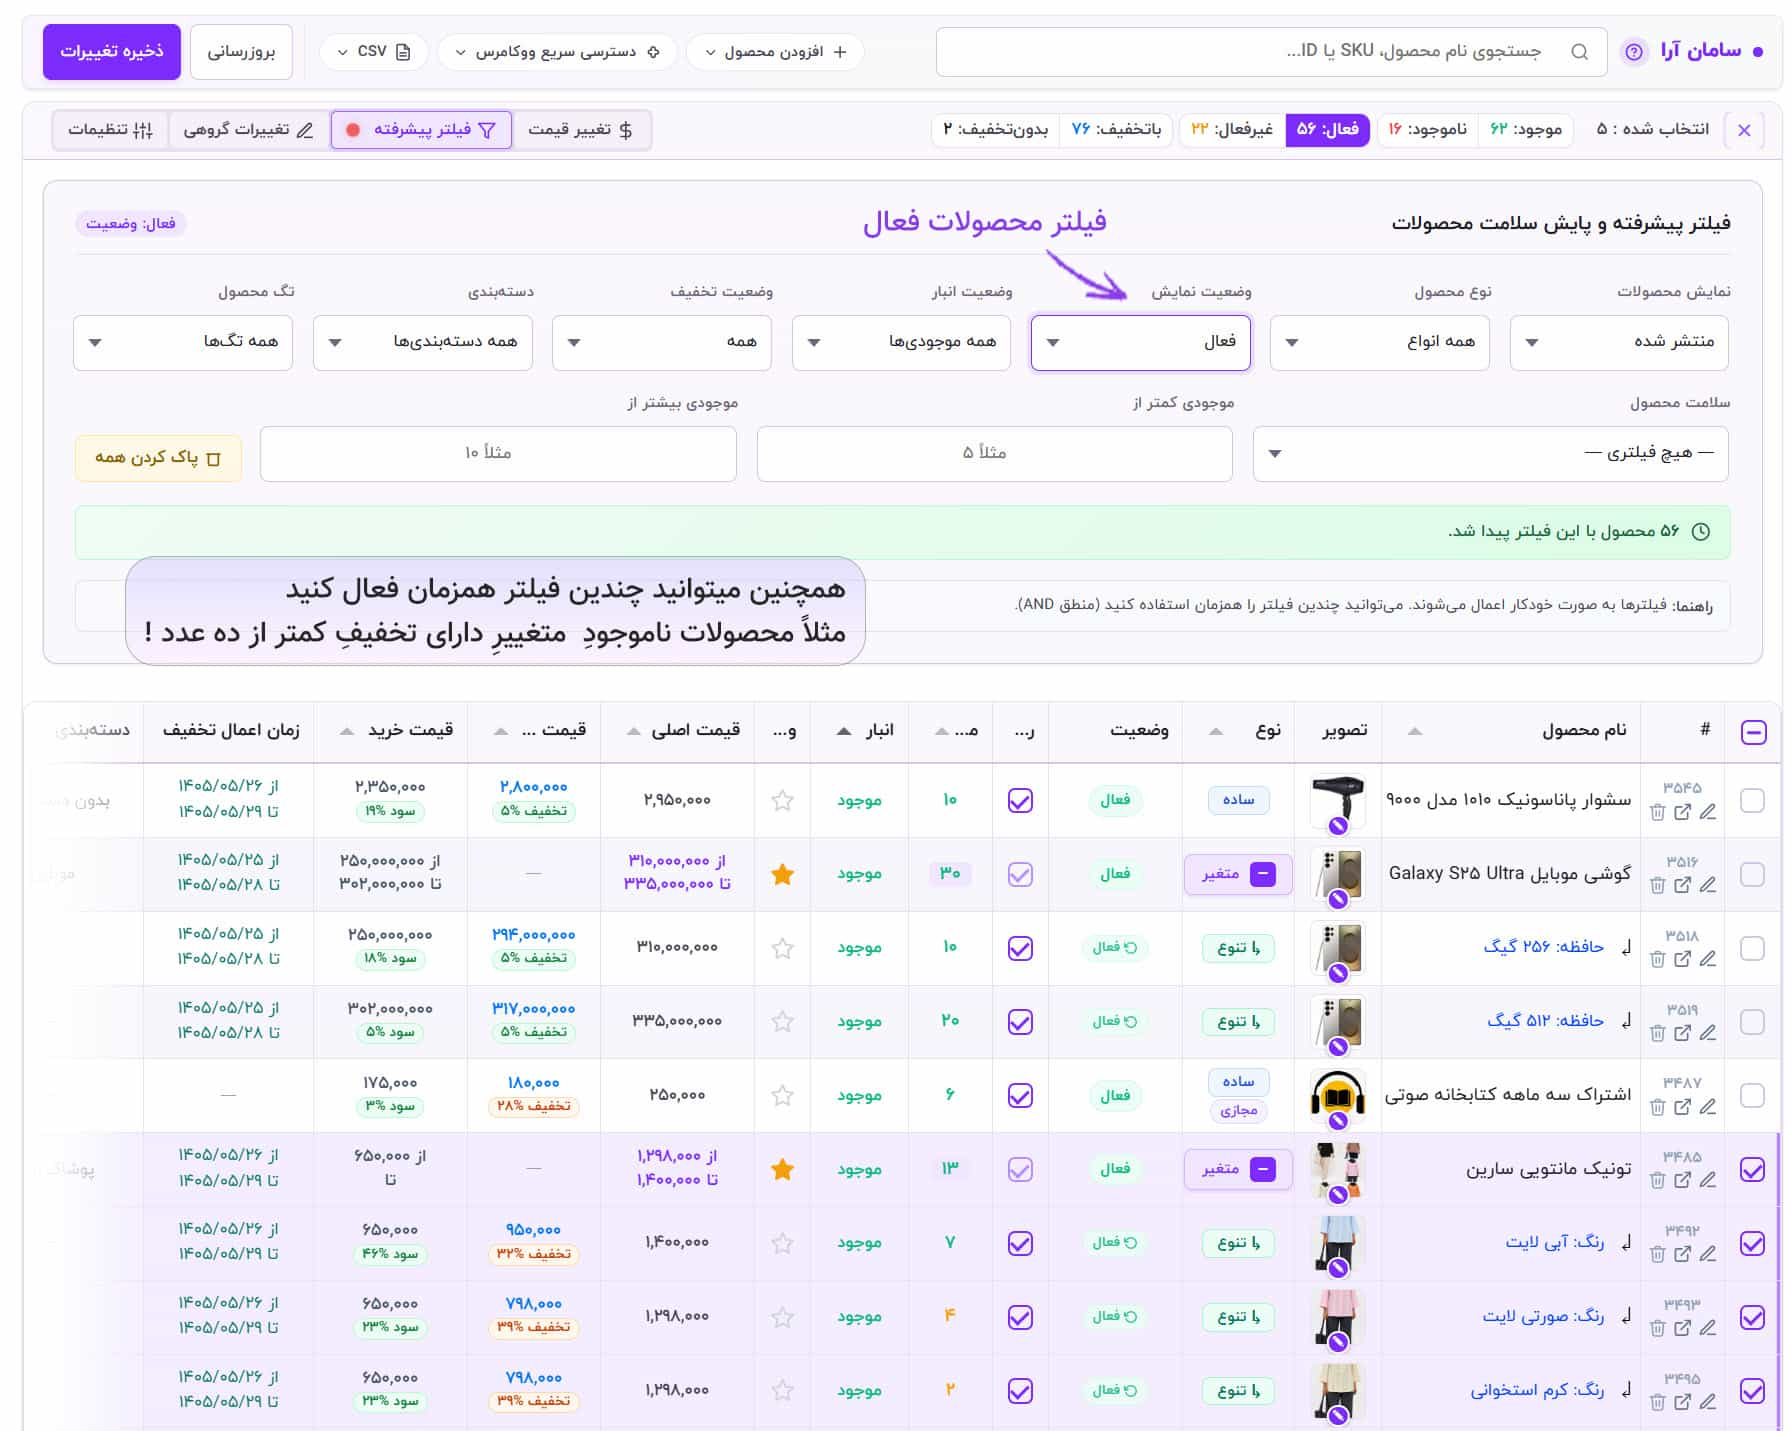 سامان آرا
جستجوی نام محصول، SKU یا ID...
افزودن محصول
دسترسی سریع ووکامرس
CSV
بروزرسانی
ذخیره تغییرات
انتخاب شده : ۵
موجود: ۶۲
ناموجود: ۱۶
فعال: ۵۶
غیرفعال: ۲۲
باتخفیف: ۷۶
بدون‌تخفیف: ۲
تغییر قیمت
فیلتر پیشرفته
تغییرات گروهی
تنظیمات
فیلتر پیشرفته و پایش سلامت محصولات
فیلتر محصولات فعال
فعال: وضعیت
نمایش محصولات
نوع محصول
وضعیت نمایش
وضعیت انبار
وضعیت تخفیف
دسته‌بندی
تگ محصول
منتشر شده
همه انواع
فعال
همه موجودی‌ها
همه
همه دسته‌بندی‌ها
همه تگ‌ها
سلامت محصول
موجودی کمتر از
موجودی بیشتر از
— هیچ فیلتری —
مثلاً ۵
مثلاً ۱۰
پاک کردن همه
۵۶ محصول با این فیلتر پیدا شد.
راهنما: فیلترها به صورت خودکار اعمال می‌شوند. می‌توانید چندین فیلتر را همزمان استفاده کنید (منطق AND).
همچنین میتوانید چندین فیلتر همزمان فعال کنید
مثلاً محصولات ناموجودِ متغییرِ دارای تخفیفِ کمتر از ده عدد !
# نام محصول تصویر نوع وضعیت ر... م... انبار و... قیمت اصلی قیمت ... قیمت خرید زمان اعمال تخفیف دسته‌بندی
۳۵۴۵ سشوار پاناسونیک ۱۰۱۰ مدل ۹۰۰۰ ساده فعال ۱۰ موجود ۲,۹۵۰,۰۰۰ ۲,۸۰۰,۰۰۰ ۲,۳۵۰,۰۰۰ از ۱۴۰۵/۰۵/۲۶ بدون
تخفیف ۵% سود ۱۹% تا ۱۴۰۵/۰۵/۲۹
۳۵۱۶ گوشی موبایل Galaxy S۲۵ Ultra متغیر فعال ۳۰ موجود از ۳۱۰,۰۰۰,۰۰۰ — از ۲۵۰,۰۰۰,۰۰۰ از ۱۴۰۵/۰۵/۲۵
تا ۳۳۵,۰۰۰,۰۰۰ تا ۳۰۲,۰۰۰,۰۰۰ تا ۱۴۰۵/۰۵/۲۸
۳۵۱۸ حافظه: ۲۵۶ گیگ تنوع فعال ۱۰ موجود ۳۱۰,۰۰۰,۰۰۰ ۲۹۴,۰۰۰,۰۰۰ ۲۵۰,۰۰۰,۰۰۰ از ۱۴۰۵/۰۵/۲۵
تخفیف ۵% سود ۱۸% تا ۱۴۰۵/۰۵/۲۸
۳۵۱۹ حافظه: ۵۱۲ گیگ تنوع فعال ۲۰ موجود ۳۳۵,۰۰۰,۰۰۰ ۳۱۷,۰۰۰,۰۰۰ ۳۰۲,۰۰۰,۰۰۰ از ۱۴۰۵/۰۵/۲۵
تخفیف ۵% سود ۵% تا ۱۴۰۵/۰۵/۲۸
۳۴۸۷ اشتراک سه ماهه کتابخانه صوتی ساده فعال ۶ موجود ۲۵۰,۰۰۰ ۱۸۰,۰۰۰ ۱۷۵,۰۰۰ —
مجازی تخفیف ۲۸% سود ۳%
۳۴۸۵ تونیک مانتویی سارین متغیر فعال ۱۳ موجود از ۱,۲۹۸,۰۰۰ — از ۶۵۰,۰۰۰ از ۱۴۰۵/۰۵/۲۶ پوشاک
تا ۱,۴۰۰,۰۰۰ تا تا ۱۴۰۵/۰۵/۲۹
۳۴۹۲ رنگ: آبی لایت تنوع فعال ۷ موجود ۱,۴۰۰,۰۰۰ ۹۵۰,۰۰۰ ۶۵۰,۰۰۰ از ۱۴۰۵/۰۵/۲۶
تخفیف ۳۲% سود ۴۶% تا ۱۴۰۵/۰۵/۲۹
۳۴۹۳ رنگ: صورتی لایت تنوع فعال ۴ موجود ۱,۲۹۸,۰۰۰ ۷۹۸,۰۰۰ ۶۵۰,۰۰۰ از ۱۴۰۵/۰۵/۲۶
تخفیف ۳۹% سود ۲۳% تا ۱۴۰۵/۰۵/۲۹
۳۴۹۵ رنگ: کرم استخوانی تنوع فعال ۲ موجود ۱,۲۹۸,۰۰۰ ۷۹۸,۰۰۰ ۶۵۰,۰۰۰ از ۱۴۰۵/۰۵/۲۶
تخفیف ۳۹% سود ۲۳% تا ۱۴۰۵/۰۵/۲۹